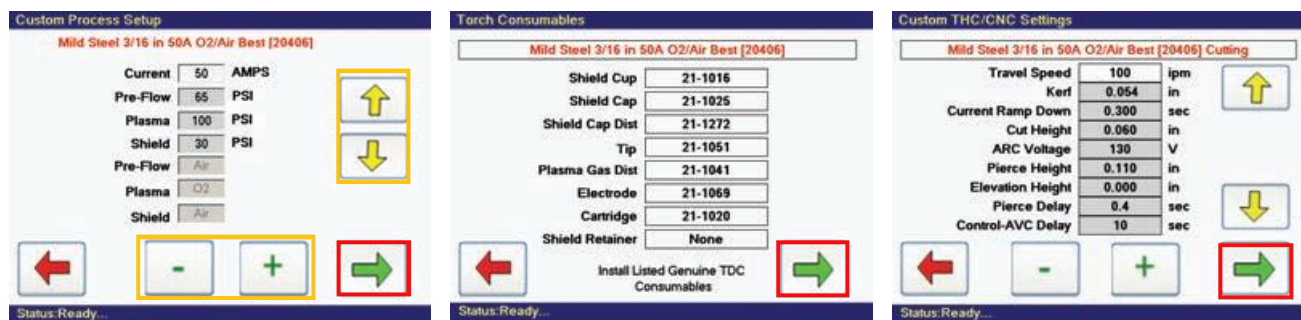 Custom Process Setup
Mild Steel 3/16 in 50A O2/Air Best [20406]
Current 50 AMPS
Pre-Flow 65 PSI
Plasma 100 PSI
Shield 30 PSI
Pre-Flow Air
Plasma O2
Shield Air
- +
Status:Ready...
Torch Consumables
Mild Steel 3/16 in 50A O2/Air Best [20406]
Shield Cup 21-1016
Shield Cap 21-1025
Shield Cap Dist 21-1272
Tip 21-1051
Plasma Gas Dist 21-1041
Electrode 21-1069
Cartridge 21-1020
Shield Retainer None
Install Listed Genuine TDC
Consumables
Status:Ready...
Custom THC/CNC Settings
Mild Steel 3/16 in 50A O2/Air Best [20406] Cutting
Travel Speed 100 ipm
Kerf 0.054 in
Current Ramp Down 0.300 sec
Cut Height 0.060 in
ARC Voltage 130 V
Pierce Height 0.110 in
Elevation Height 0.000 in
Pierce Delay 0.4 sec
Control-AVC Delay 10 sec
- +
Status:Ready...